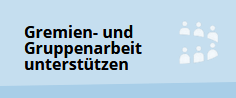 Gremien- und
Gruppenarbeit
unterstützen